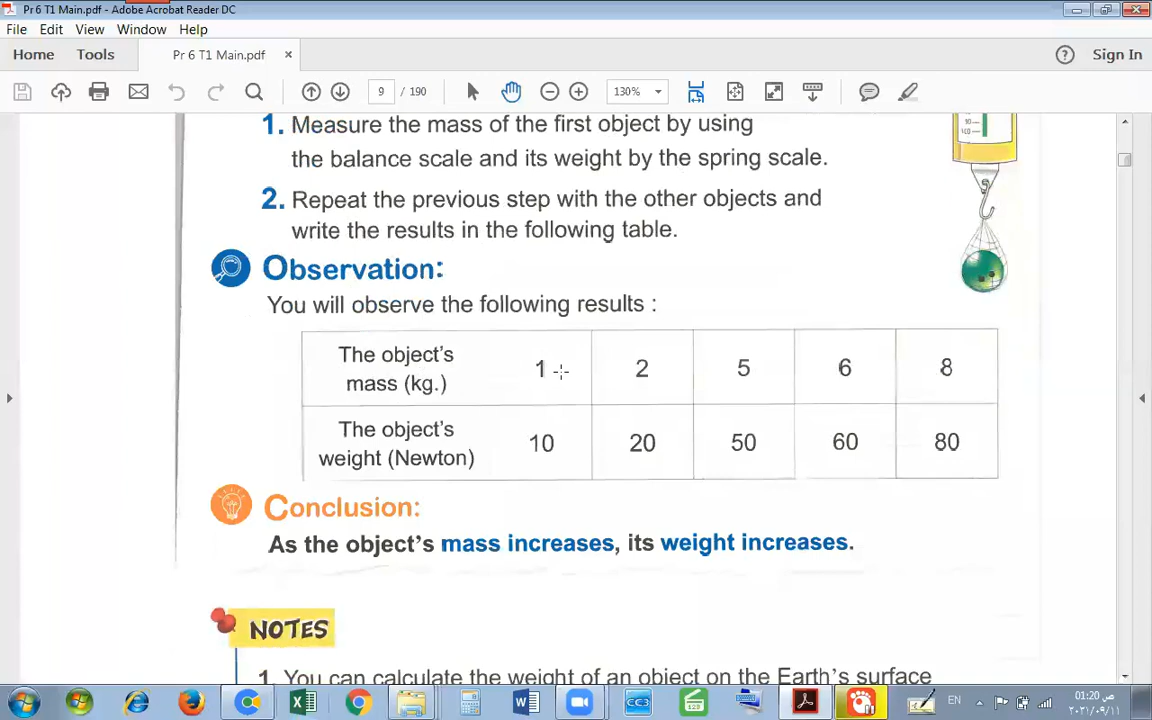 Pr 6 T1 Main.pdf - Adobe Acrobat Reader DC
File Edit View Window Help
Home Tools Pr 6 T1 Main.pdf × ? Sign In
9 / 190 130%
1. Measure the mass of the first object by using
the balance scale and its weight by the spring scale.
2. Repeat the previous step with the other objects and
write the results in the following table.
Observation:
You will observe the following results :
The object's
mass (kg.) 1 2 5 6 8
The object's
weight (Newton) 10 20 50 60 80
Conclusion:
As the object's mass increases, its weight increases.
NOTES
1. You can calculate the weight of an object on the Earth's surface
CC3 123 EN 01:20 ص
٢٠٢١/٠٩/١١